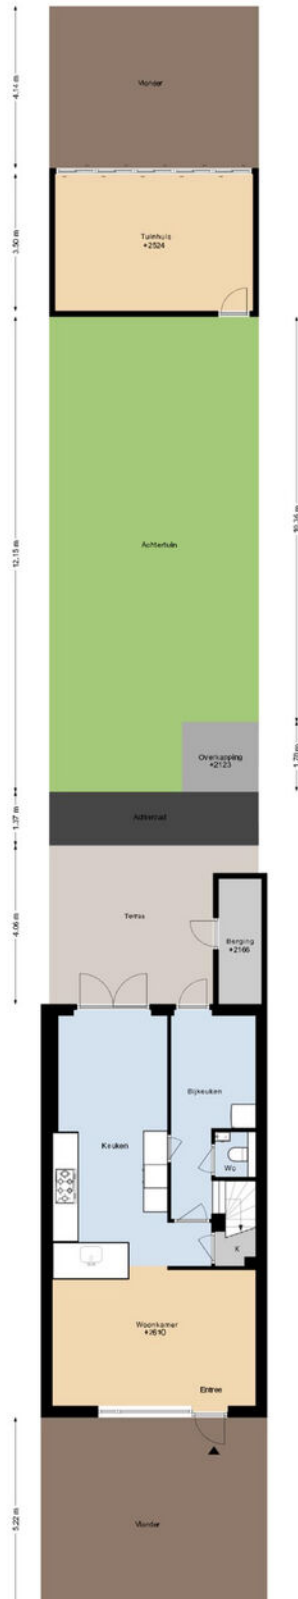 4.14 m
Vlonder
3.50 m
Tuinhuis
+2524
12.15 m
10.36 m
Achtertuin
Overkapping
+2123
1.78 m
1.37 m
Achterpad
4.06 m
Terras
Berging
+2166
Bijkeuken
Keuken
Wc
K
Woonkamer
+2610
Entree
5.22 m
Vlonder